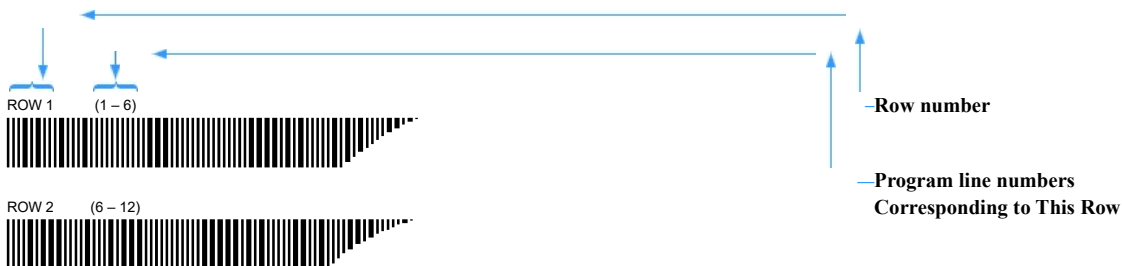 ROW 1 (1 – 6)
Row number
Program line numbers
Corresponding to This Row
ROW 2 (6 – 12)